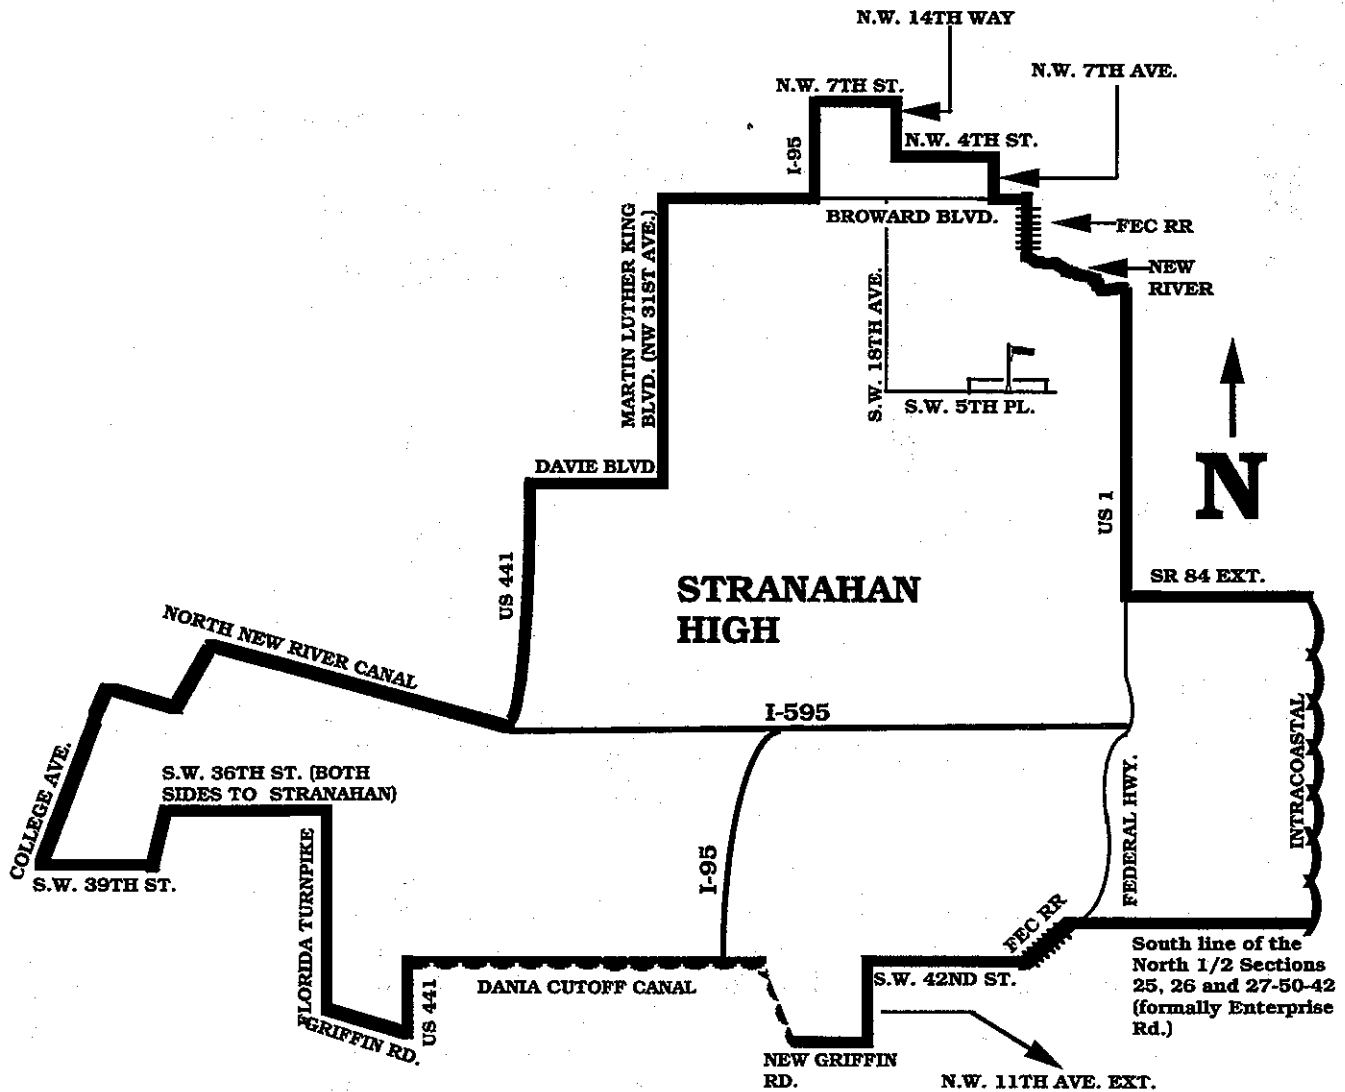 N.W. 14TH WAY
N.W. 7TH AVE.
N.W. 7TH ST.
N.W. 4TH ST.
I-95
BROWARD BLVD.
FEC RR
NEW
RIVER
MARTIN LUTHER KING
BLVD. (NW 31ST AVE.)
S.W. 18TH AVE.
S.W. 5TH PL.
DAVIE BLVD
US 1
N
US 441
STRANAHAN
HIGH
SR 84 EXT.
NORTH NEW RIVER CANAL
I-595
INTRACOASTAL
COLLEGE AVE.
S.W. 36TH ST. (BOTH
SIDES TO STRANAHAN)
FEDERAL HWY.
I-95
S.W. 39TH ST.
FLORIDA TURNPIKE
FEC RR
GRIFFIN RD.
US 441
DANIA CUTOFF CANAL
S.W. 42ND ST.
South line of the
North 1/2 Sections
25, 26 and 27-50-42
(formally Enterprise
Rd.)
NEW GRIFFIN
RD.
N.W. 11TH AVE. EXT.